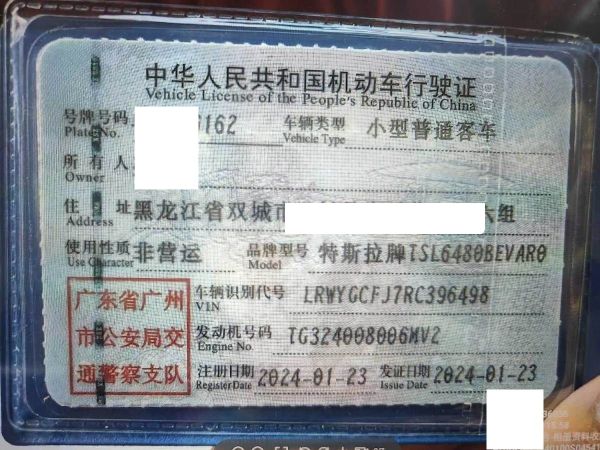 中华人民共和国机动车行驶证
Vehicle License of the People's Republic of China
号牌号码 162 车辆类型 小型普通客车
Plate No. Vehicle Type
所有人
Owner
住址 黑龙江省双城市 六组
Address
使用性质 非营运 品牌型号 特斯拉牌TSL6480BEVAR0
Use Character Model
广东省广州 车辆识别代号 LRWYGCFJ7RC396498
VIN
市公安局交 发动机号码 TG324008006MV2
Engine No.
通警察支队 注册日期 2024-01-23 发证日期 2024-01-23
Register Date Issue Date